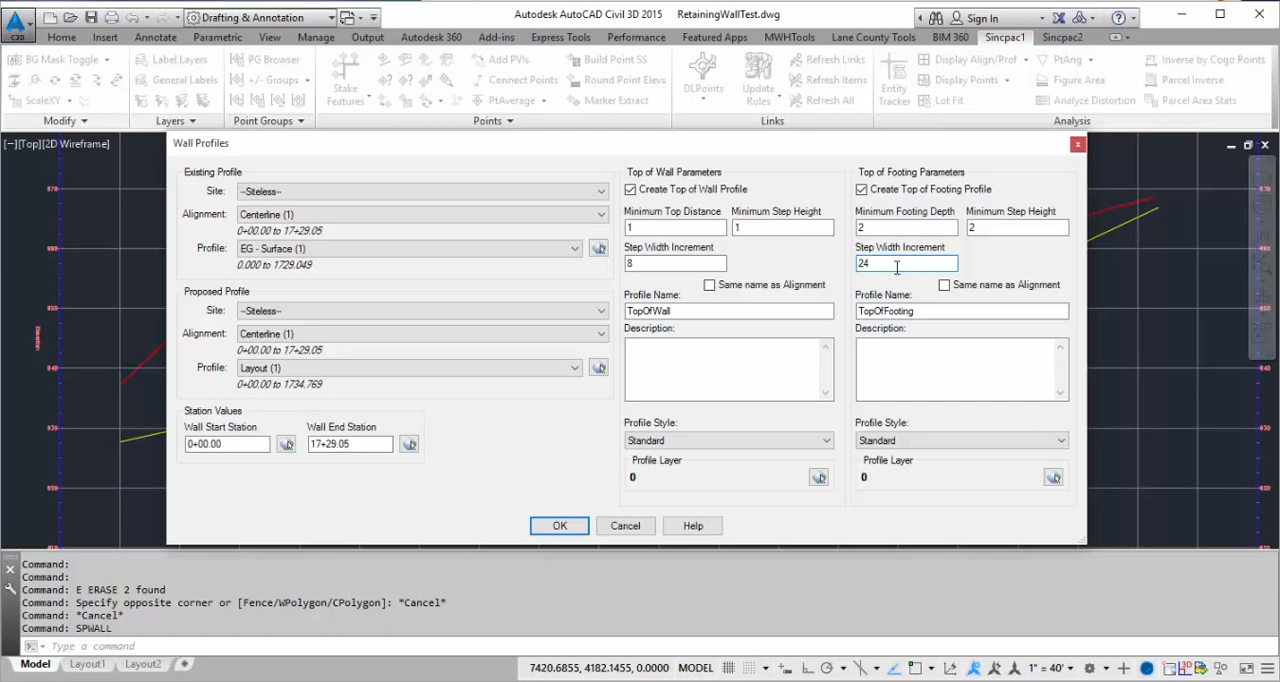 C3D
Drafting & Annotation
Autodesk AutoCAD Civil 3D 2015 RetainingWallTest.dwg
Sign In
Home Insert Annotate Parametric View Manage Output Autodesk 360 Add-ins Express Tools Performance Featured Apps MWHTools Lane County Tools BIM 360 Sincpac1 Sincpac2
BG Mask Toggle Label Layers PG Browser Add PVIs Build Point SS Refresh Links Display Align/Prof PtAng Inverse by Cogo Points
General Labels +/- Groups Connect Points Round Point Elevs Refresh Items Display Points Figure Area Parcel Inverse
ScaleXY PtAverage Marker Extract Refresh All Lot Fit Analyze Distortion Parcel Area Stats
Stake Features DLPoints Update Rules Entity Tracker
Modify Layers Point Groups Points Links Analysis
[−][Top][2D Wireframe]
Wall Profiles
Existing Profile
Site: --Siteless--
Alignment: Centerline (1)
0+00.00 to 17+29.05
Profile: EG - Surface (1)
0.000 to 1729.049
Proposed Profile
Site: --Siteless--
Alignment: Centerline (1)
0+00.00 to 17+29.05
Profile: Layout (1)
0+00.00 to 1734.769
Station Values
Wall Start Station Wall End Station
0+00.00 17+29.05
Top of Wall Parameters
Create Top of Wall Profile
Minimum Top Distance Minimum Step Height
1 1
Step Width Increment
8
Same name as Alignment
Profile Name:
TopOfWall
Description:
Profile Style:
Standard
Profile Layer
0
Top of Footing Parameters
Create Top of Footing Profile
Minimum Footing Depth Minimum Step Height
2 2
Step Width Increment
24
Same name as Alignment
Profile Name:
TopOfFooting
Description:
Profile Style:
Standard
Profile Layer
0
OK Cancel Help
Command:
Command:
Command: E ERASE 2 found
Command: Specify opposite corner or [Fence/WPolygon/CPolygon]: *Cancel*
Command: *Cancel*
Command: SPWALL
Type a command
Model Layout1 Layout2
7420.6855, 4182.1455, 0.0000 MODEL 1" = 40'